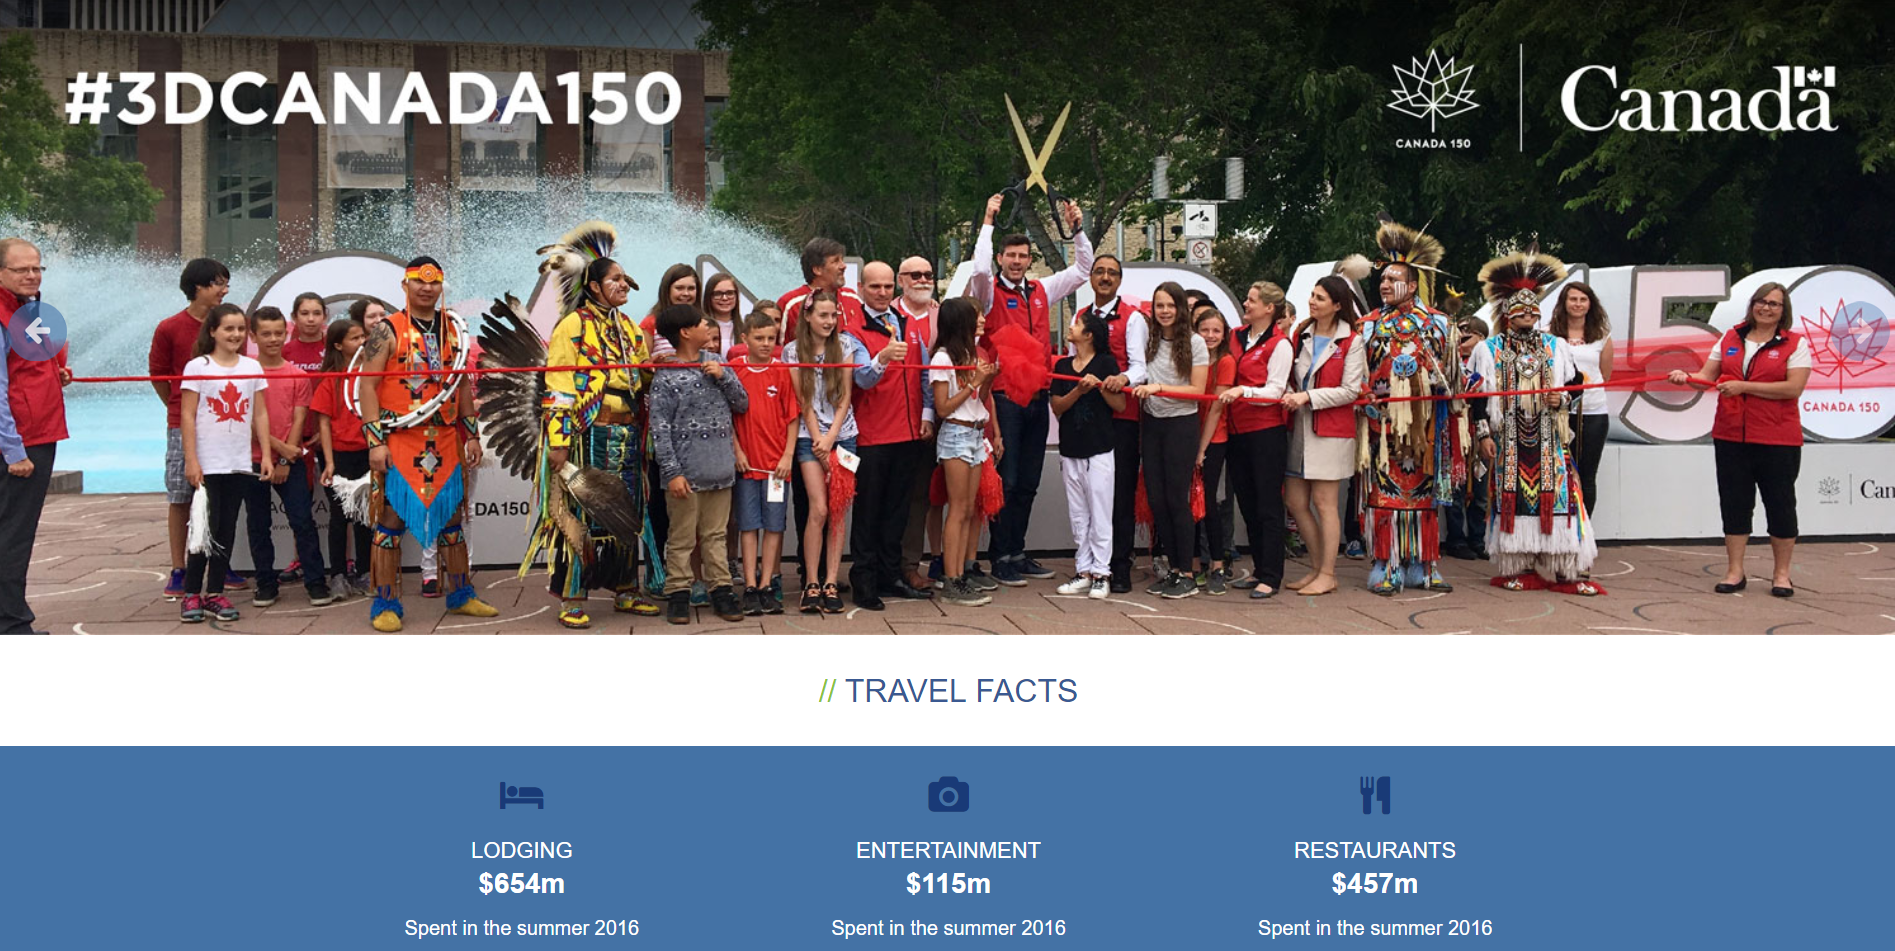 #3DCANADA150
CANADA 150
Canada
LOVE
DA150
CANADA 150
Can
// TRAVEL FACTS
LODGING
$654m
Spent in the summer 2016
ENTERTAINMENT
$115m
Spent in the summer 2016
RESTAURANTS
$457m
Spent in the summer 2016